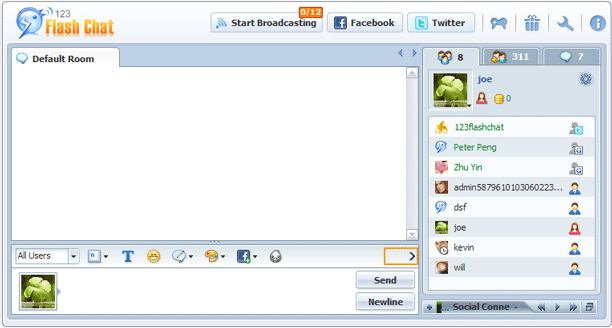 123
Flash Chat
0/12
Start Broadcasting
Facebook
Twitter
Default Room
8
311
7
joe
0
123flashchat
Peter Peng
Zhu Yin
admin5879610103060223...
dsf
joe
kevin
will
All Users
Send
Newline
Social Conne